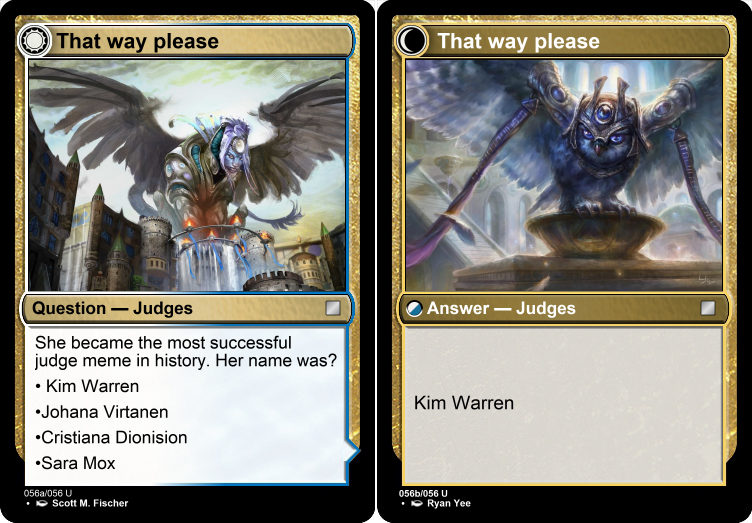 That way please
Question — Judges
She became the most successful
judge meme in history. Her name was?
• Kim Warren
•Johana Virtanen
•Cristiana Dionision
•Sara Mox
056a/056 U
• Scott M. Fischer
That way please
Answer — Judges
Kim Warren
056b/056 U
• Ryan Yee